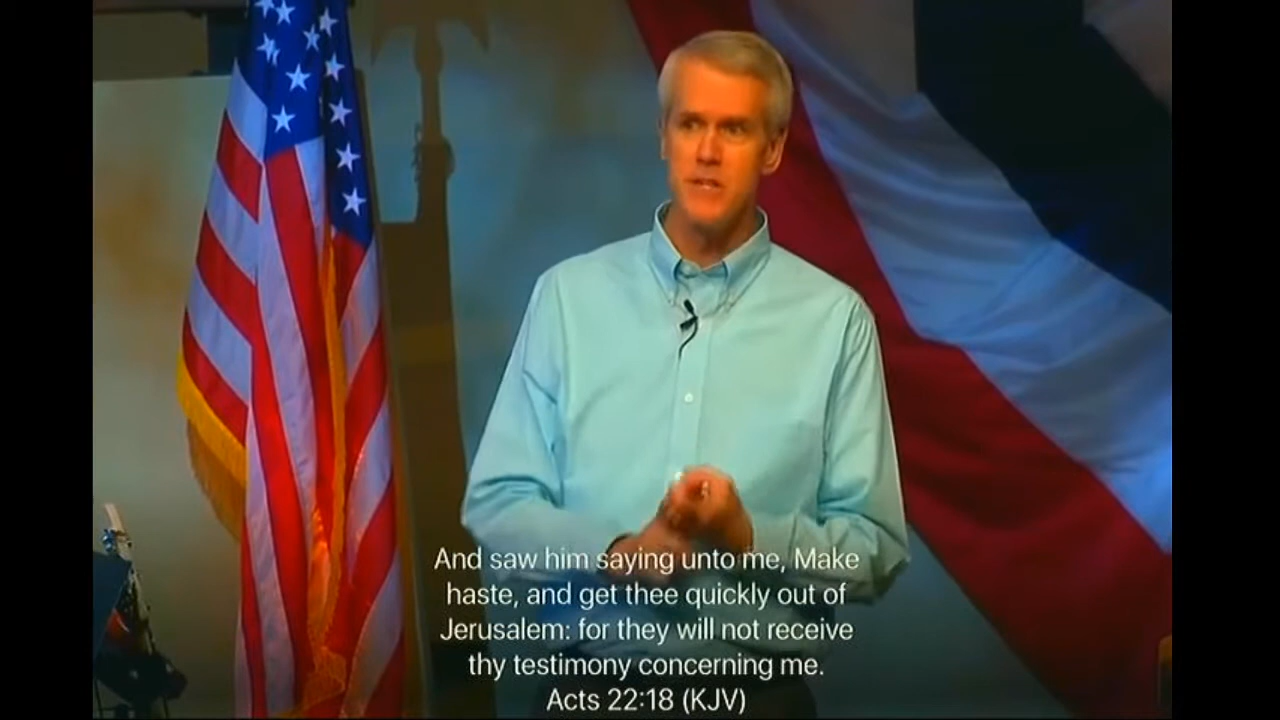 And saw him saying unto me, Make
haste, and get thee quickly out of
Jerusalem: for they will not receive
thy testimony concerning me.
Acts 22:18 (KJV)